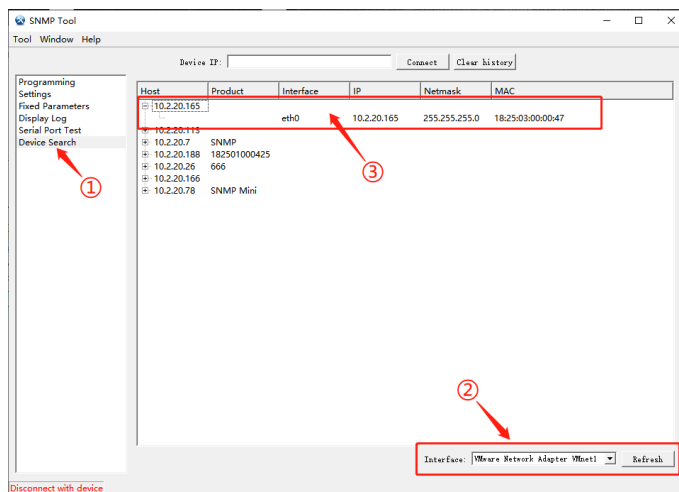 SNMP Tool
Tool Window Help
Device IP: Connect Clear history
Programming
Settings
Fixed Parameters
Display Log
Serial Port Test
Device Search
①
Host Product Interface IP Netmask MAC
10.2.20.165
eth0 10.2.20.165 255.255.255.0 18:25:03:00:00:47
10.2.20.113
10.2.20.7 SNMP
10.2.20.188 182501000425
10.2.20.26 666
10.2.20.166
10.2.20.78 SNMP Mini
③
②
Interface: VMware Network Adapter VMnet1 Refresh
Disconnect with device